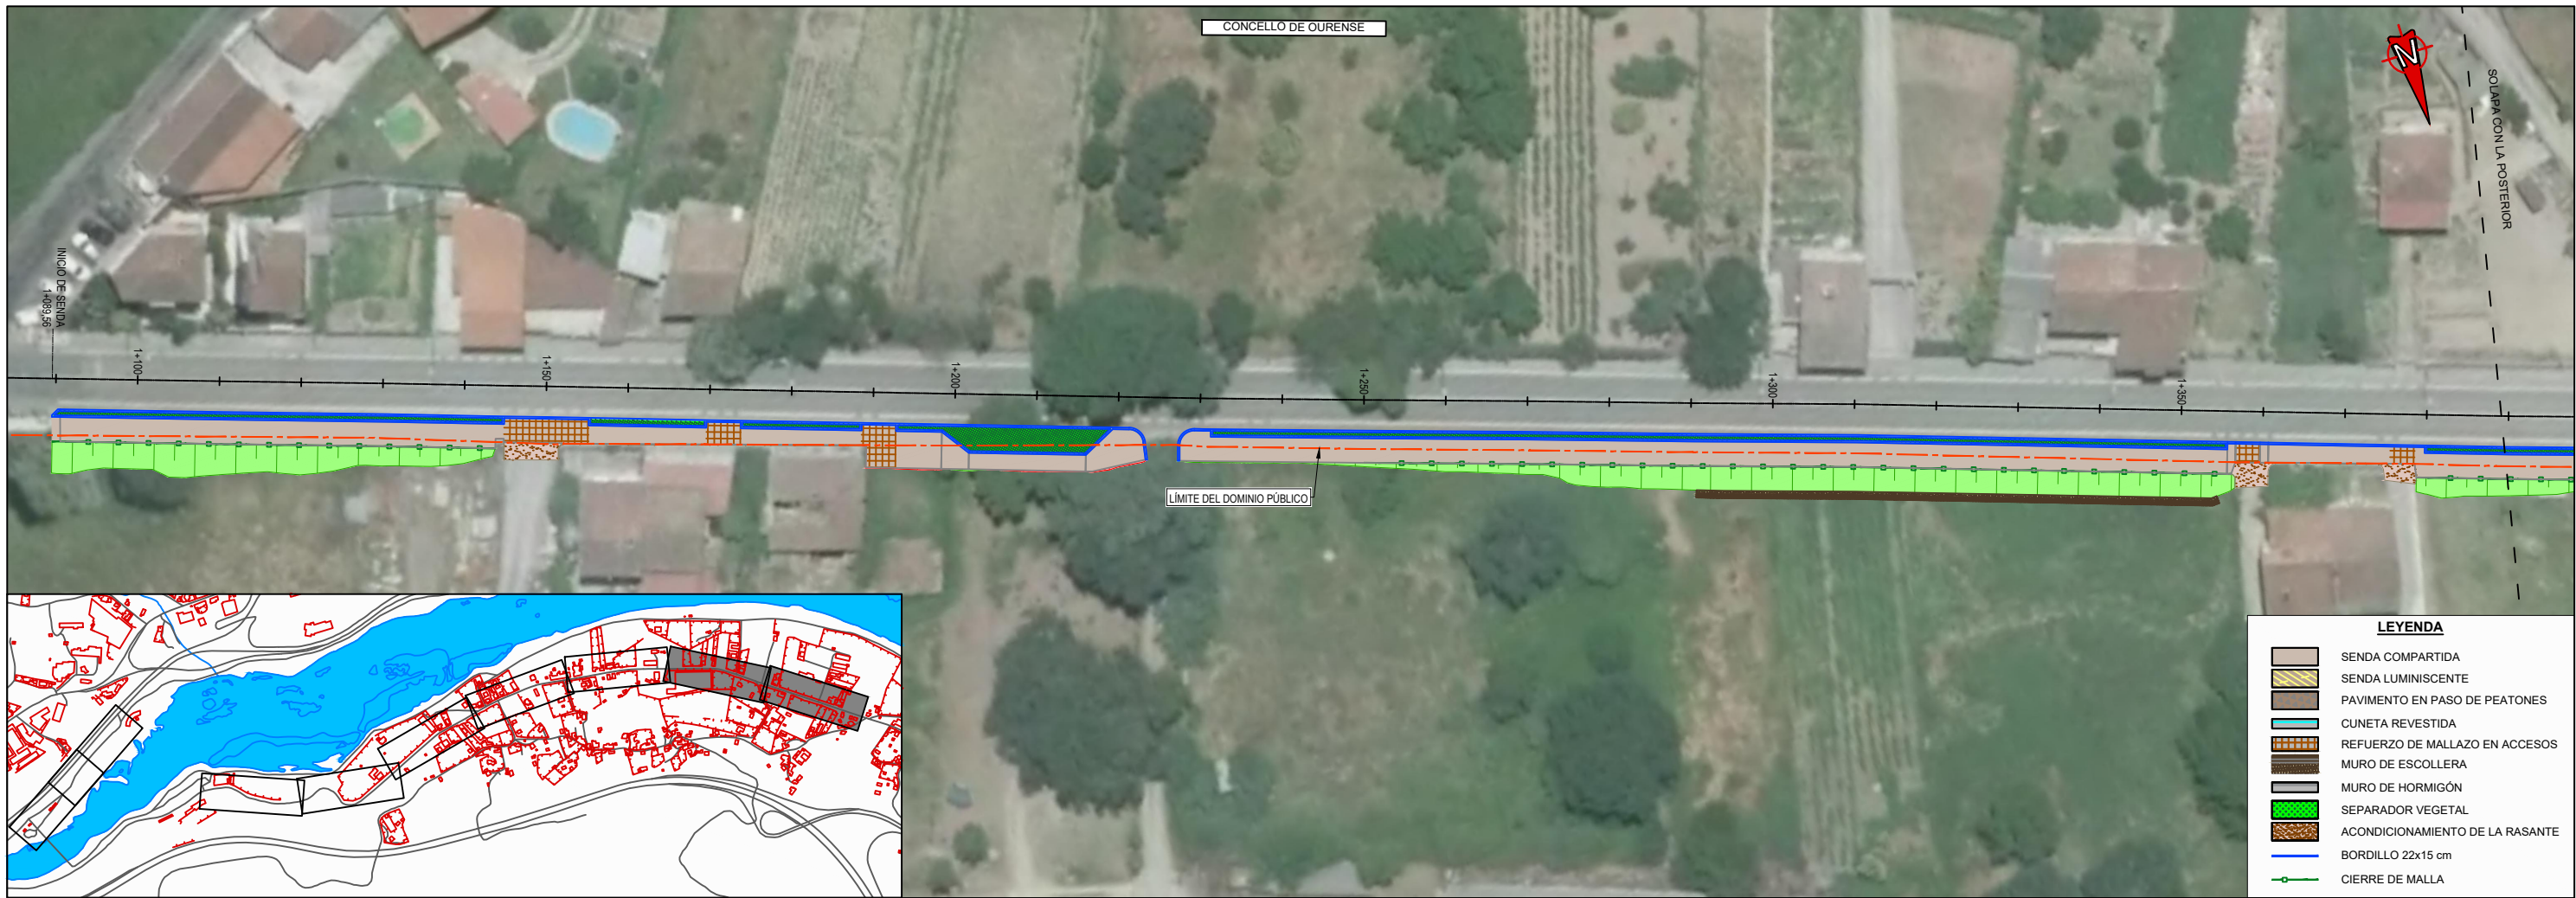 CONCELLO DE OURENSE
N
SOLAPA CON LA POSTERIOR
INICIO DE SENDA
1+089,56
1+100
1+150
1+200
1+250
1+300
1+350
LÍMITE DEL DOMINIO PÚBLICO
LEYENDA
SENDA COMPARTIDA
SENDA LUMINISCENTE
PAVIMENTO EN PASO DE PEATONES
CUNETA REVESTIDA
REFUERZO DE MALLAZO EN ACCESOS
MURO DE ESCOLLERA
MURO DE HORMIGÓN
SEPARADOR VEGETAL
ACONDICIONAMIENTO DE LA RASANTE
BORDILLO 22x15 cm
CIERRE DE MALLA